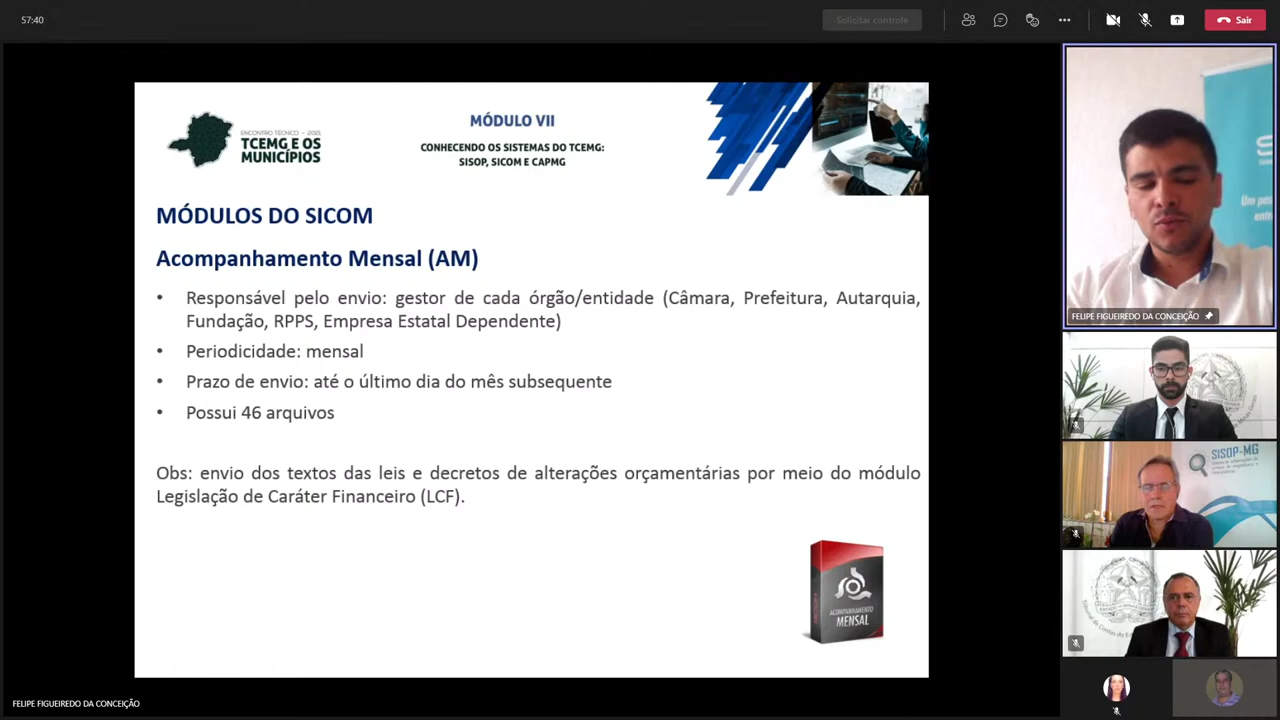 57:40
Solicitar controle
Sair
ENCONTRO TÉCNICO - 2021
TCEMG E OS
MUNICÍPIOS
MÓDULO VII
CONHECENDO OS SISTEMAS DO TCEMG:
SISOP, SICOM E CAPMG
MÓDULOS DO SICOM
Acompanhamento Mensal (AM)
• Responsável pelo envio: gestor de cada órgão/entidade (Câmara, Prefeitura, Autarquia,
Fundação, RPPS, Empresa Estatal Dependente)
• Periodicidade: mensal
• Prazo de envio: até o último dia do mês subsequente
• Possui 46 arquivos
Obs: envio dos textos das leis e decretos de alterações orçamentárias por meio do módulo
Legislação de Caráter Financeiro (LCF).
ACOMPANHAMENTO
MENSAL
FELIPE FIGUEIREDO DA CONCEIÇÃO
SISOP-MG
FELIPE FIGUEIREDO DA CONCEIÇÃO